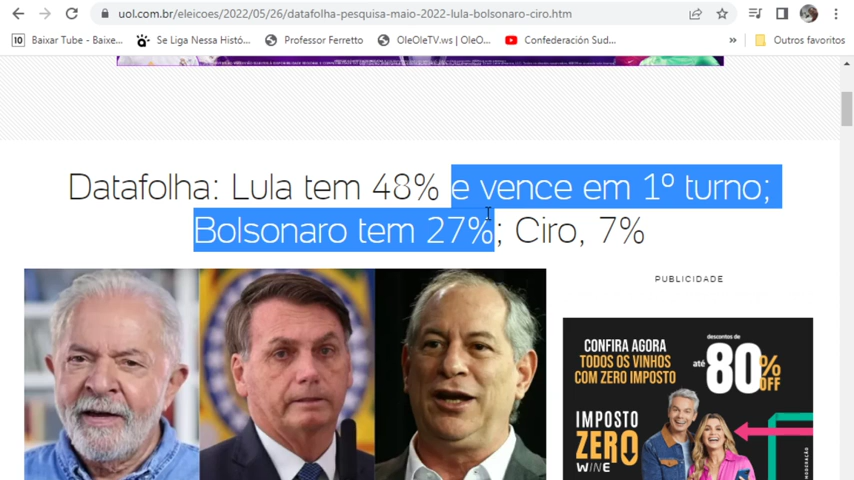 uol.com.br/eleicoes/2022/05/26/datafolha-pesquisa-maio-2022-lula-bolsonaro-ciro.htm
10 Baixar Tube - Baixe... Se Liga Nessa Histó... Professor Ferretto OleOleTV.ws | OleO... Confederación Sud... » Outros favoritos
Datafolha: Lula tem 48% e vence em 1º turno;
Bolsonaro tem 27%; Ciro, 7%
PUBLICIDADE
CONFIRA AGORA
TODOS OS VINHOS
COM ZERO IMPOSTO
descontos de
até 80% OFF
IMPOSTO
ZERO
WINE